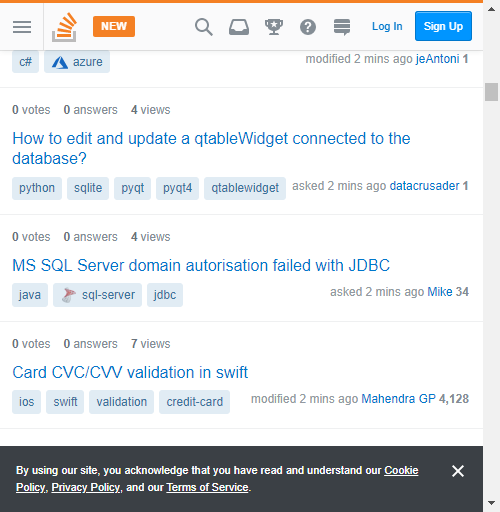 NEW Log In Sign Up
c# azure modified 2 mins ago jeAntoni 1
0 votes 0 answers 4 views
How to edit and update a qtableWidget connected to the
database?
python sqlite pyqt pyqt4 qtablewidget asked 2 mins ago datacrusader 1
0 votes 0 answers 4 views
MS SQL Server domain autorisation failed with JDBC
java sql-server jdbc asked 2 mins ago Mike 34
0 votes 0 answers 7 views
Card CVC/CVV validation in swift
ios swift validation credit-card modified 2 mins ago Mahendra GP 4,128
By using our site, you acknowledge that you have read and understand our Cookie
Policy, Privacy Policy, and our Terms of Service.